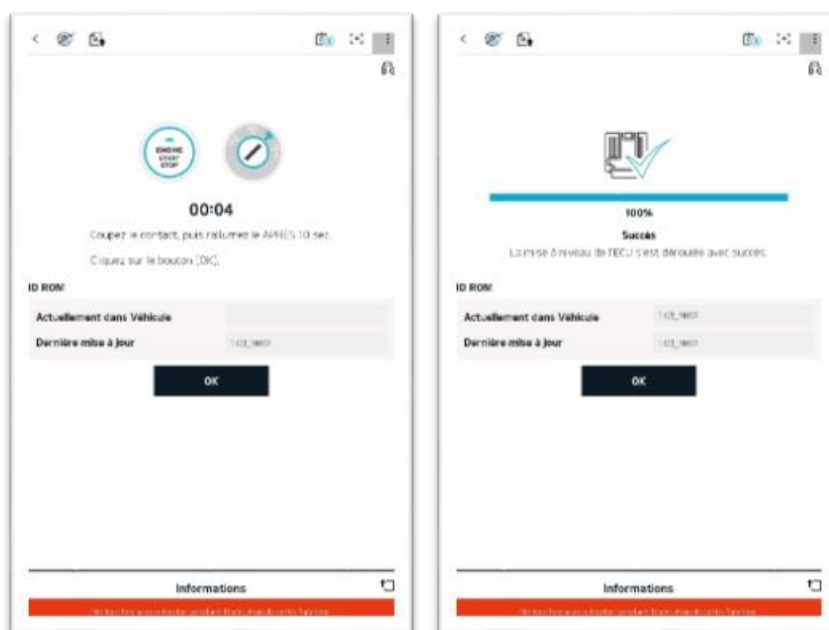 ENGINE
START
STOP
00:04
Coupez le contact, puis rallumez le APRÈS 10 sec.
Cliquez sur le bouton [OK].
ID ROM
Actuellement dans Véhicule
Dernière mise à jour
OK
Informations
100%
Succès
La mise à niveau de l'ECU s'est déroulée avec succès.
ID ROM
Actuellement dans Véhicule
Dernière mise à jour
OK
Informations